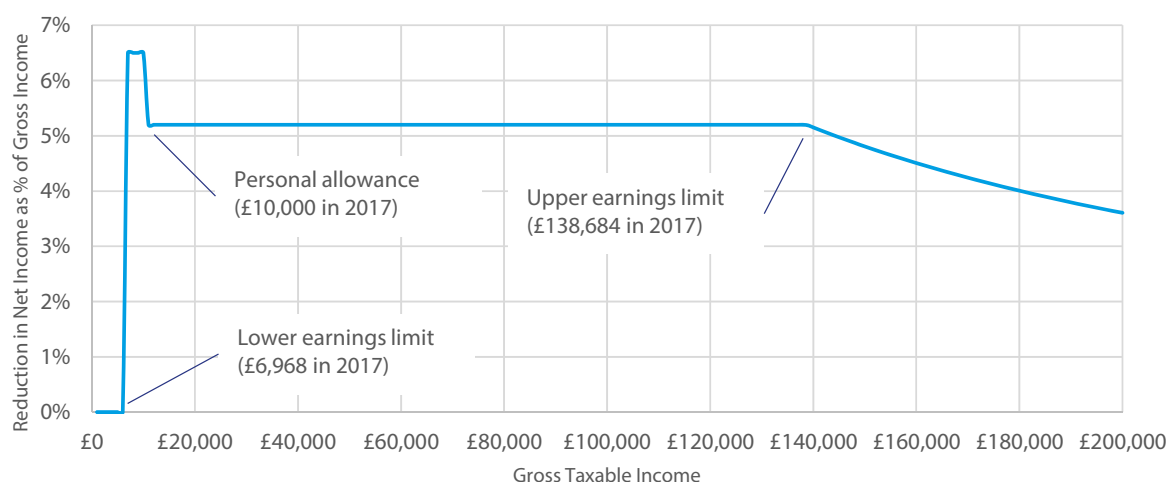 7%
6%
5%
4%
3%
2%
1%
0%
Reduction in Net Income as % of Gross Income
Personal allowance
(£10,000 in 2017)
Upper earnings limit
(£138,684 in 2017)
Lower earnings limit
(£6,968 in 2017)
£0 £20,000 £40,000 £60,000 £80,000 £100,000 £120,000 £140,000 £160,000 £180,000 £200,000
Gross Taxable Income